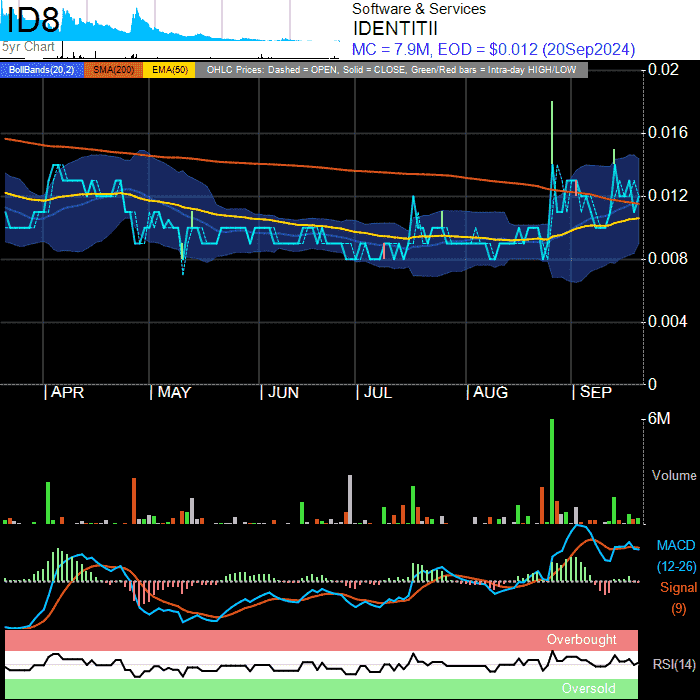 ID8
5yr Chart
Software & Services
IDENTITII
MC = 7.9M, EOD = $0.012 (20Sep2024)
BollBands(20,2) SMA(200) EMA(50) OHLC Prices: Dashed = OPEN, Solid = CLOSE, Green/Red bars = Intra-day HIGH/LOW
0.02
0.016
0.012
0.008
0.004
0
APR MAY JUN JUL AUG SEP
6M
Volume
MACD
(12-26)
Signal
(9)
Overbought
RSI(14)
Oversold